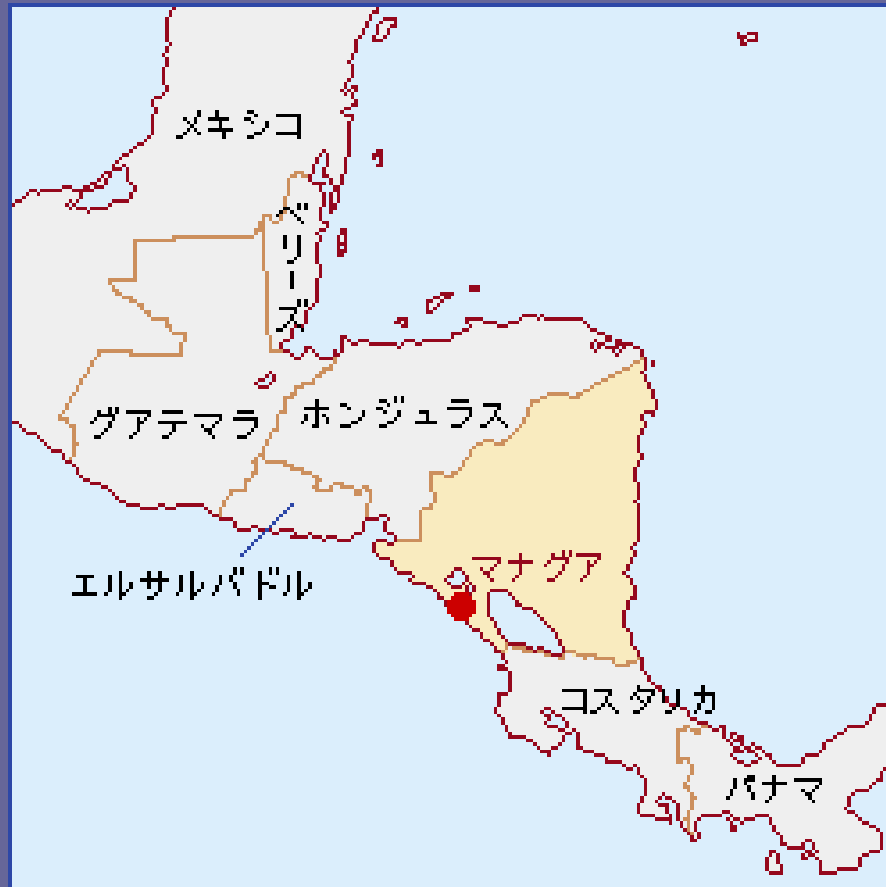 メキシコ
ベリーズ
グアテマラ
ホンジュラス
エルサルバドル
マナグア
コスタリカ
パナマ